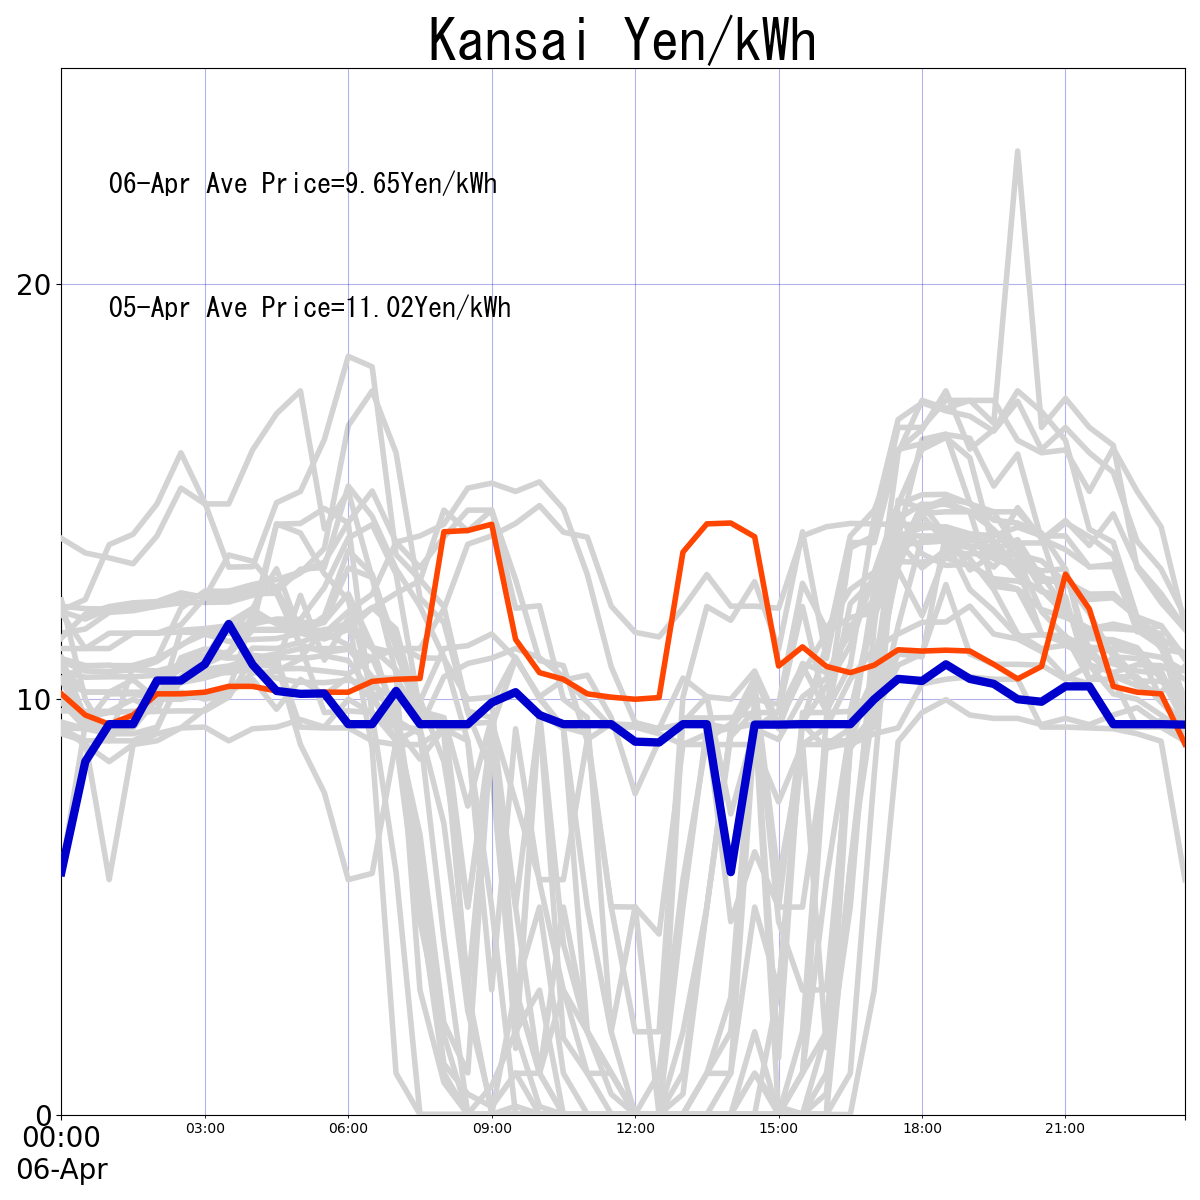 Kansai Yen/kWh
06-Apr Ave Price=9.65Yen/kWh
20
05-Apr Ave Price=11.02Yen/kWh
10
0
00:00 03:00 06:00 09:00 12:00 15:00 18:00 21:00
06-Apr